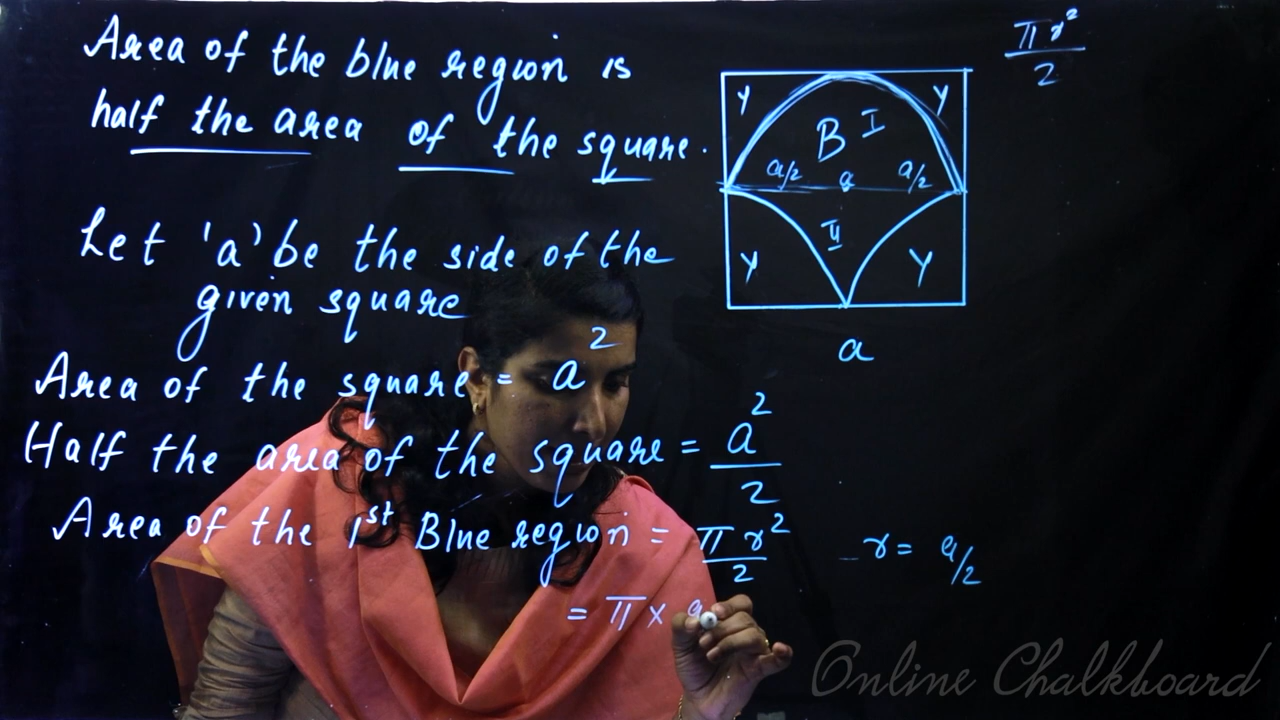 Area of the blue region is
half the area of the square.
Let 'a' be the side of the
given square
Area of the square = a²
Half the area of the square = a²/2
Area of the 1st Blue region = πr²/2 r = a/2
= π x a
πr²/2
Y Y
B I
a/2 a a/2
II
Y Y
a
Online Chalkboard